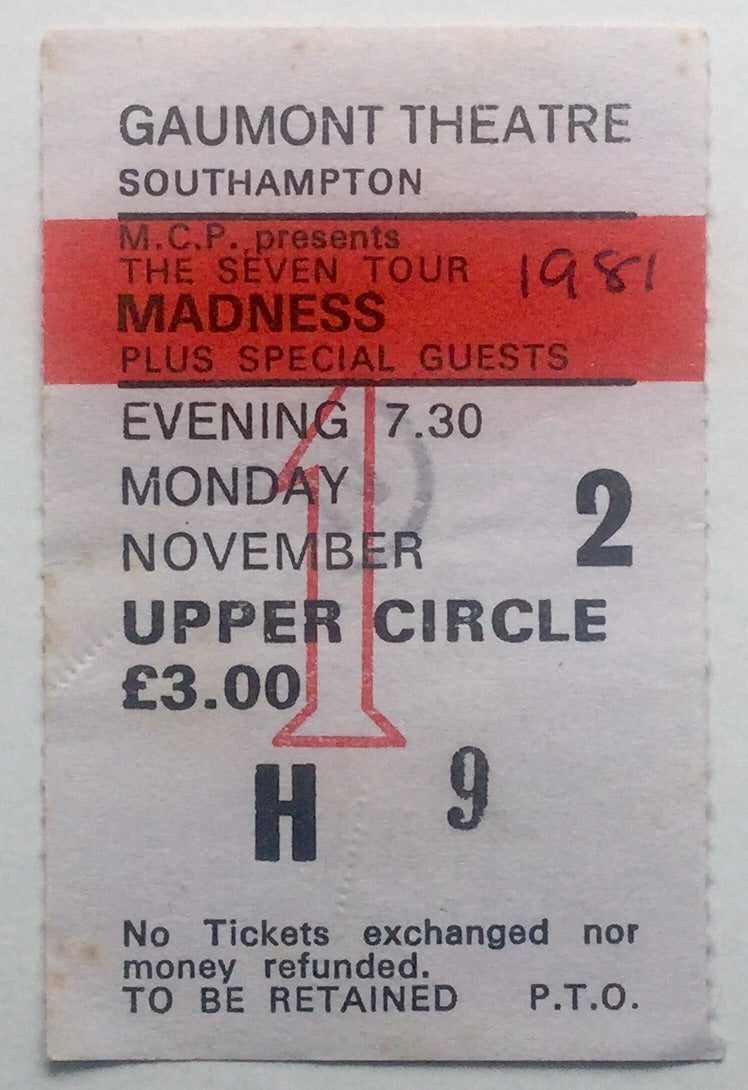 GAUMONT THEATRE
SOUTHAMPTON
M.C.P. presents
THE SEVEN TOUR 1981
MADNESS
PLUS SPECIAL GUESTS
EVENING 7.30
MONDAY
NOVEMBER 2
UPPER CIRCLE
£3.00
1
H 9
No Tickets exchanged nor
money refunded.
TO BE RETAINED P.T.O.